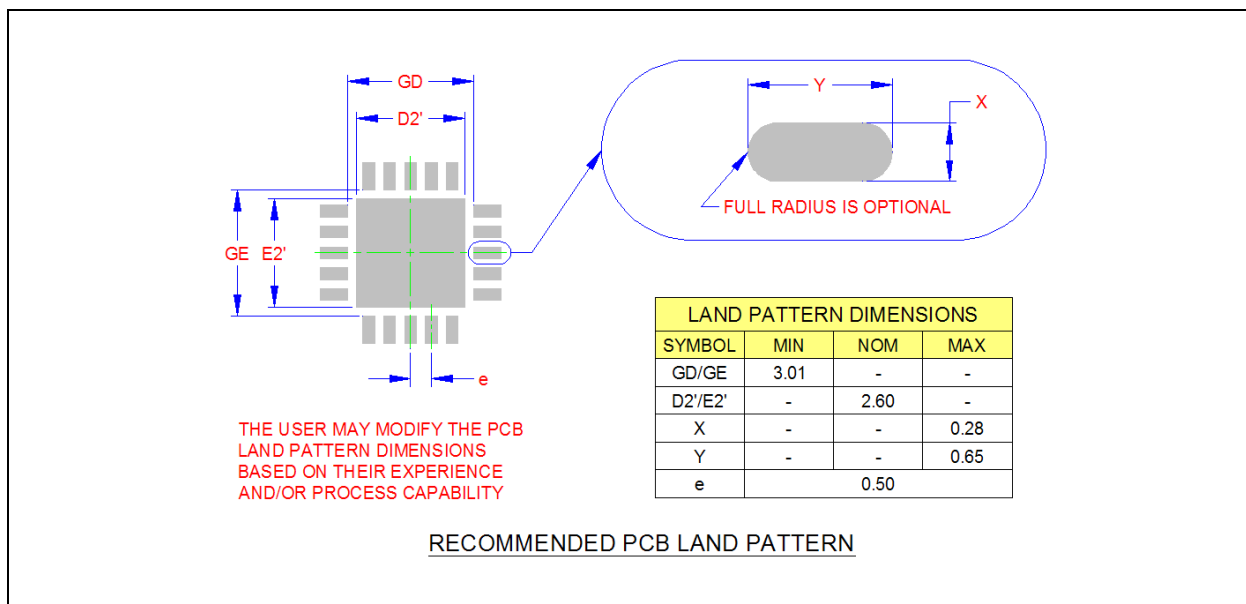 GD
D2'
GE
E2'
e
Y
X
FULL RADIUS IS OPTIONAL
THE USER MAY MODIFY THE PCB
LAND PATTERN DIMENSIONS
BASED ON THEIR EXPERIENCE
AND/OR PROCESS CAPABILITY
LAND PATTERN DIMENSIONS
SYMBOL MIN NOM MAX
GD/GE 3.01 - -
D2'/E2' - 2.60 -
X - - 0.28
Y - - 0.65
e 0.50
RECOMMENDED PCB LAND PATTERN